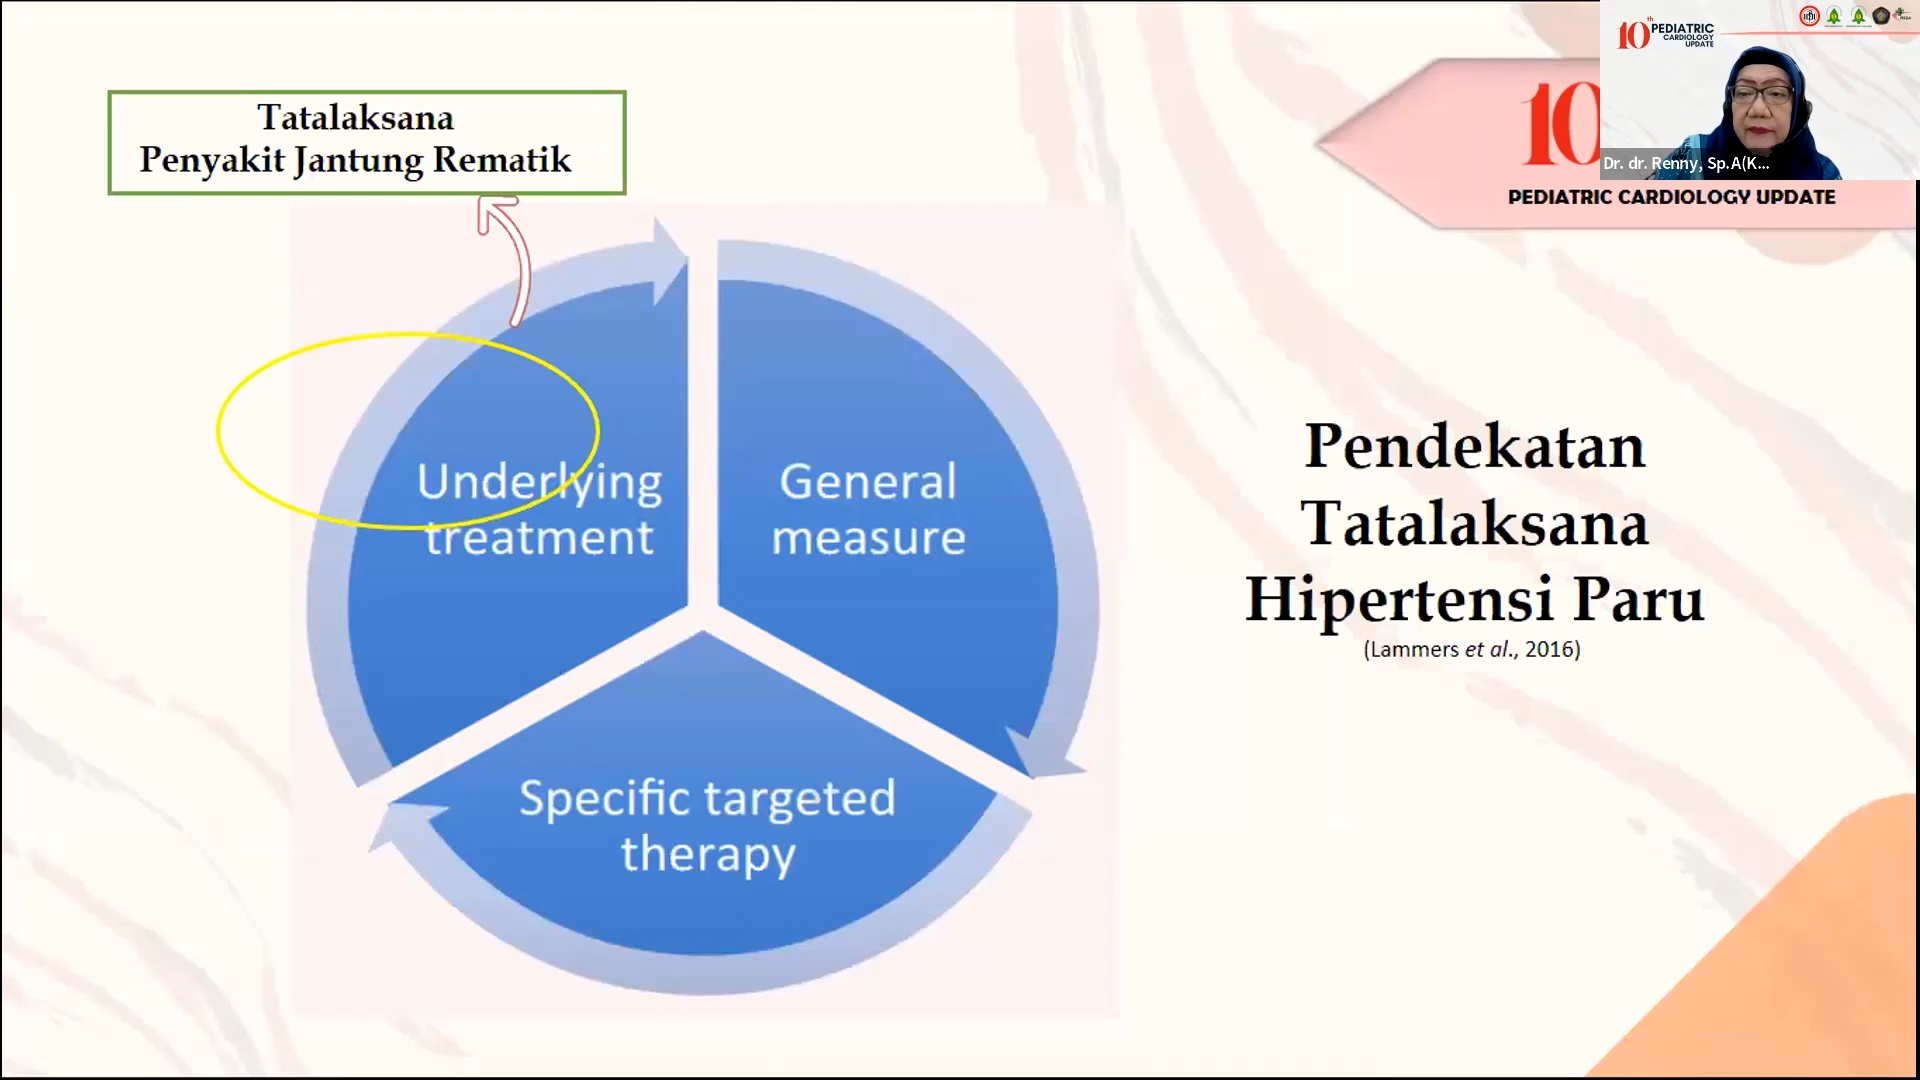 Tatalaksana
Penyakit Jantung Rematik
10
PEDIATRIC CARDIOLOGY UPDATE
10th PEDIATRIC
CARDIOLOGY
UPDATE
Dr. dr. Renny, Sp.A(K...
Underlying
treatment
General
measure
Specific targeted
therapy
Pendekatan
Tatalaksana
Hipertensi Paru
(Lammers et al., 2016)